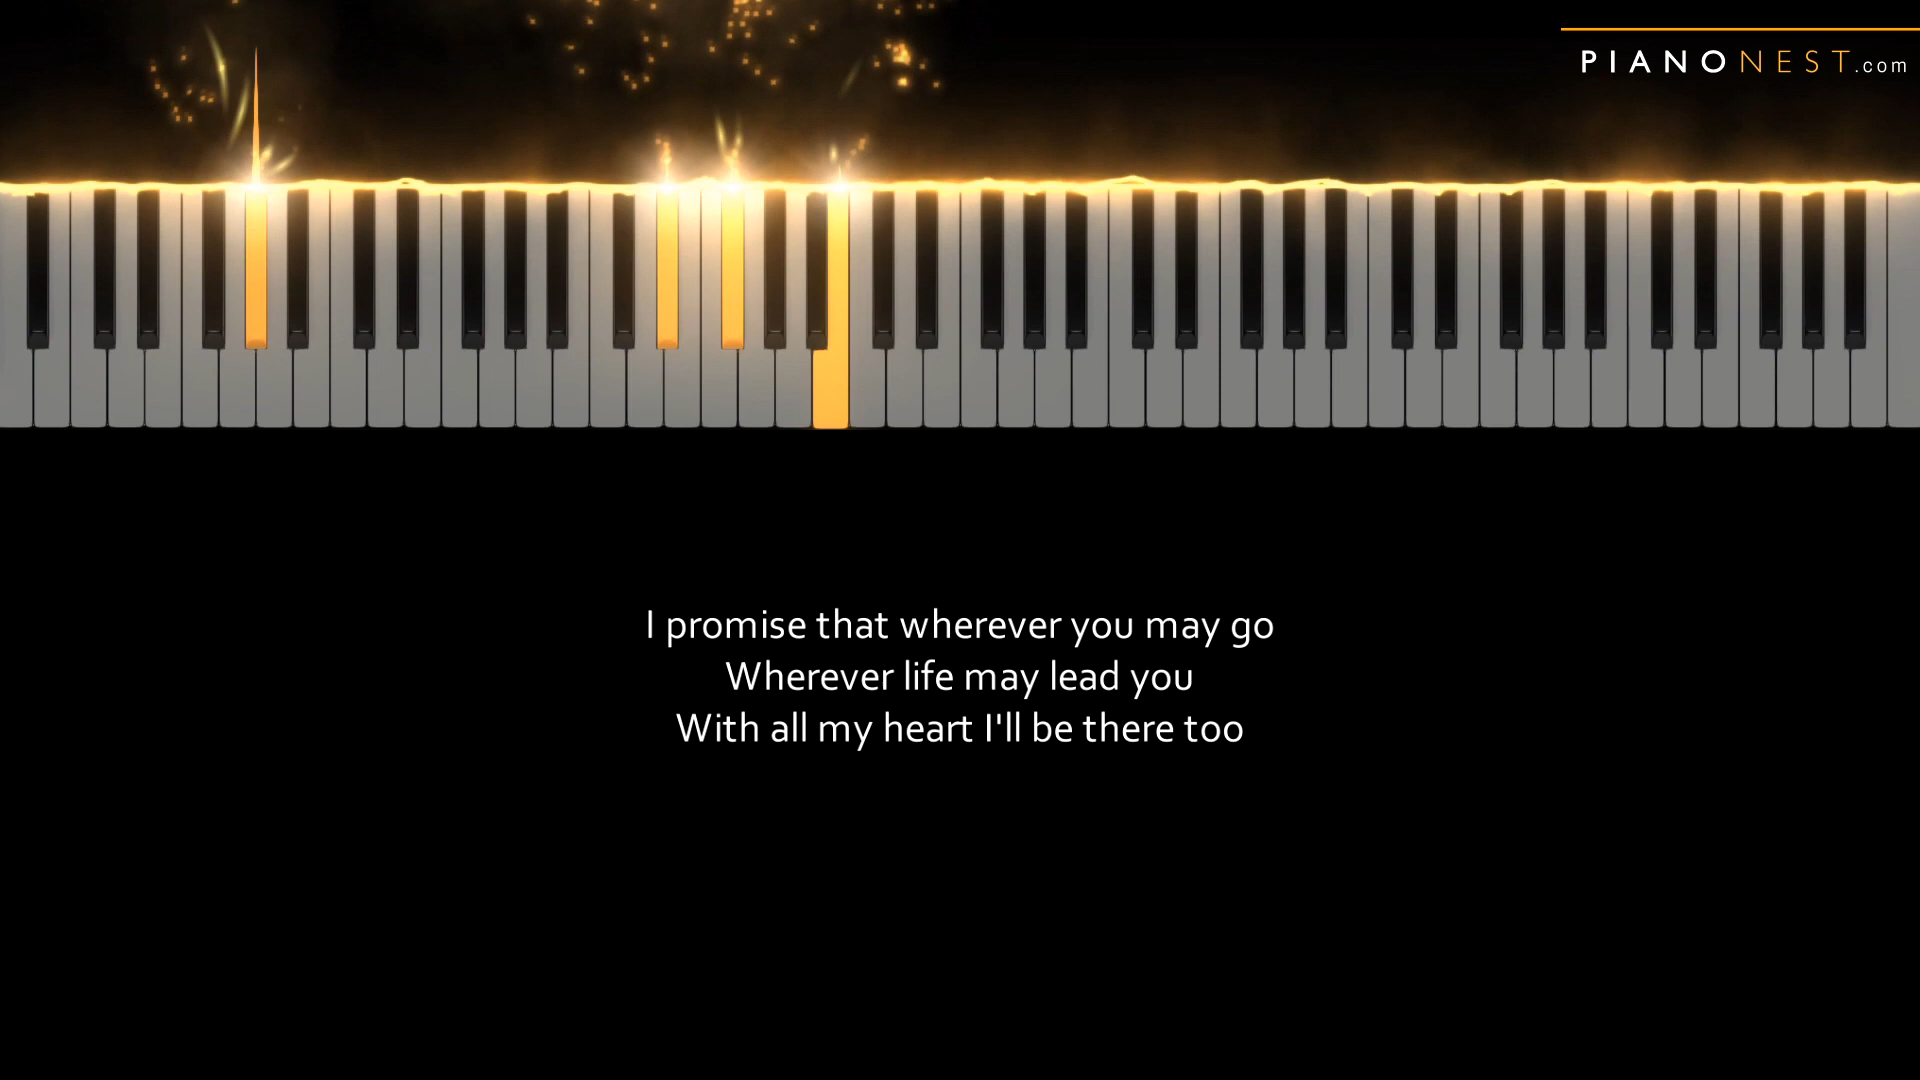 PIANONEST.com
I promise that wherever you may go
Wherever life may lead you
With all my heart I'll be there too